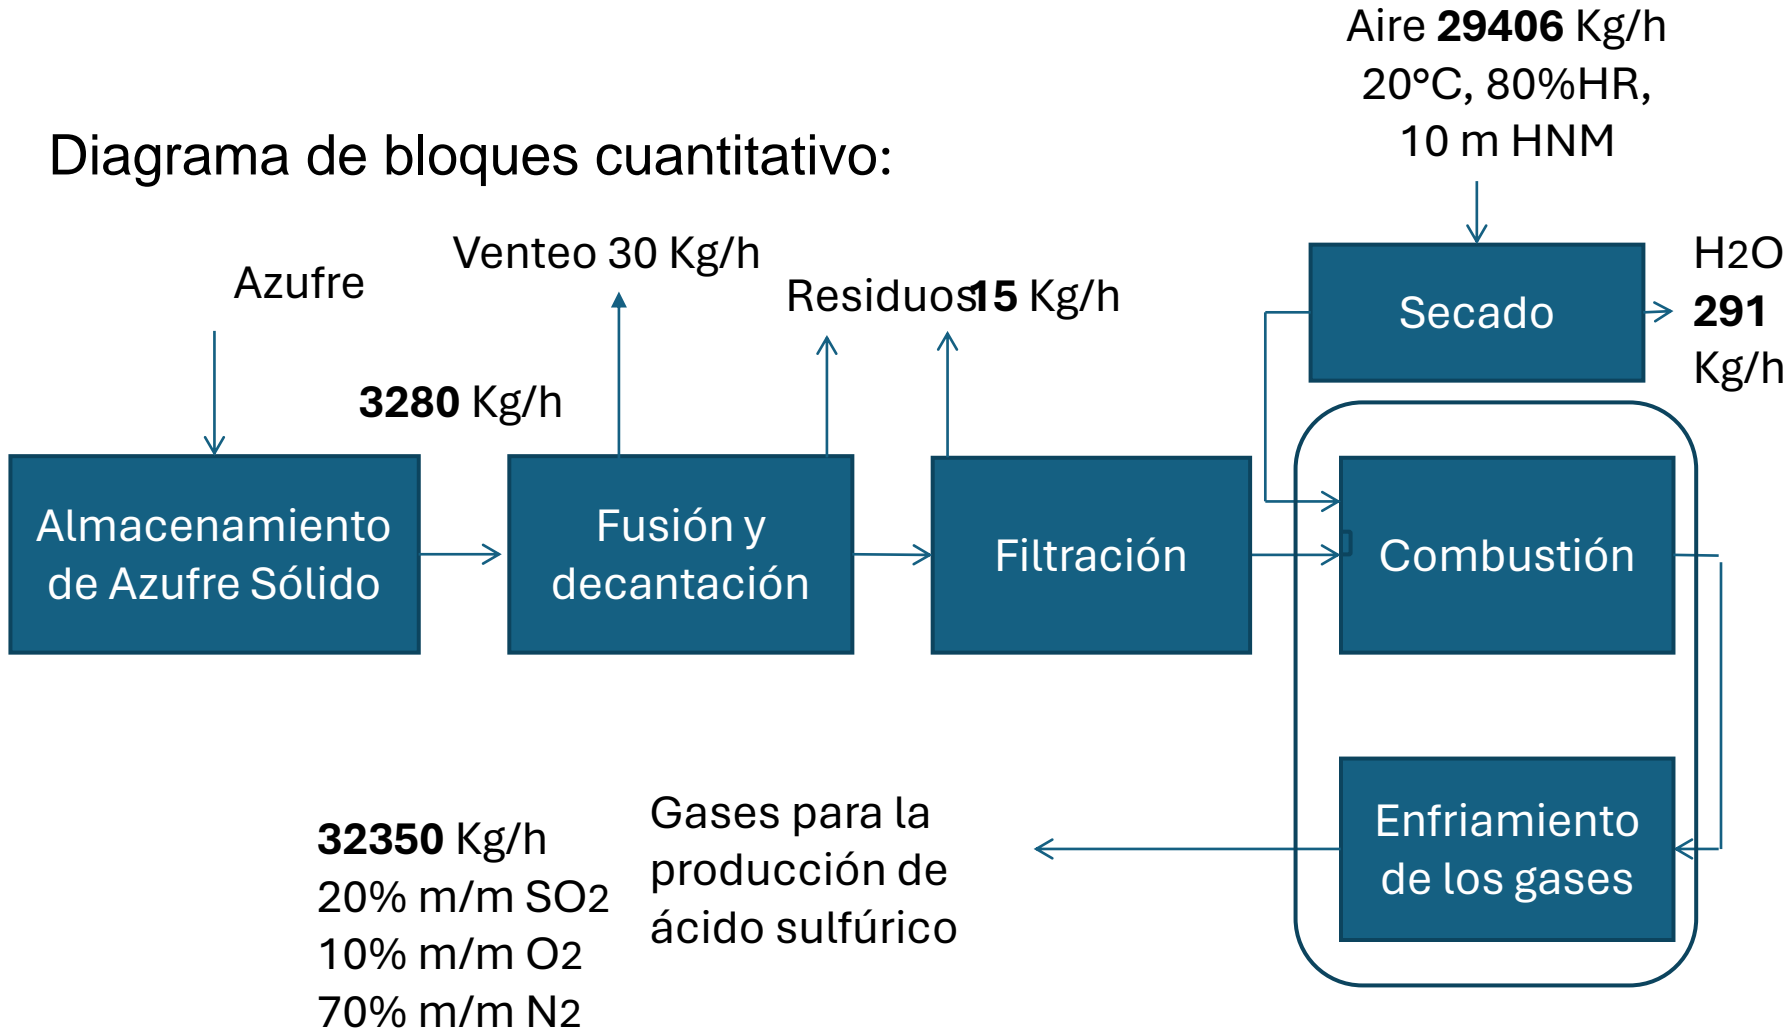 Aire 29406 Kg/h
20°C, 80%HR,
10 m HNM
Diagrama de bloques cuantitativo:
Azufre
Venteo 30 Kg/h
Residuos15 Kg/h
Secado
H2O
291
Kg/h
3280 Kg/h
Almacenamiento
de Azufre Sólido
Fusión y
decantación
Filtración
Combustión
Enfriamiento
de los gases
Gases para la
producción de
ácido sulfúrico
32350 Kg/h
20% m/m SO2
10% m/m O2
70% m/m N2